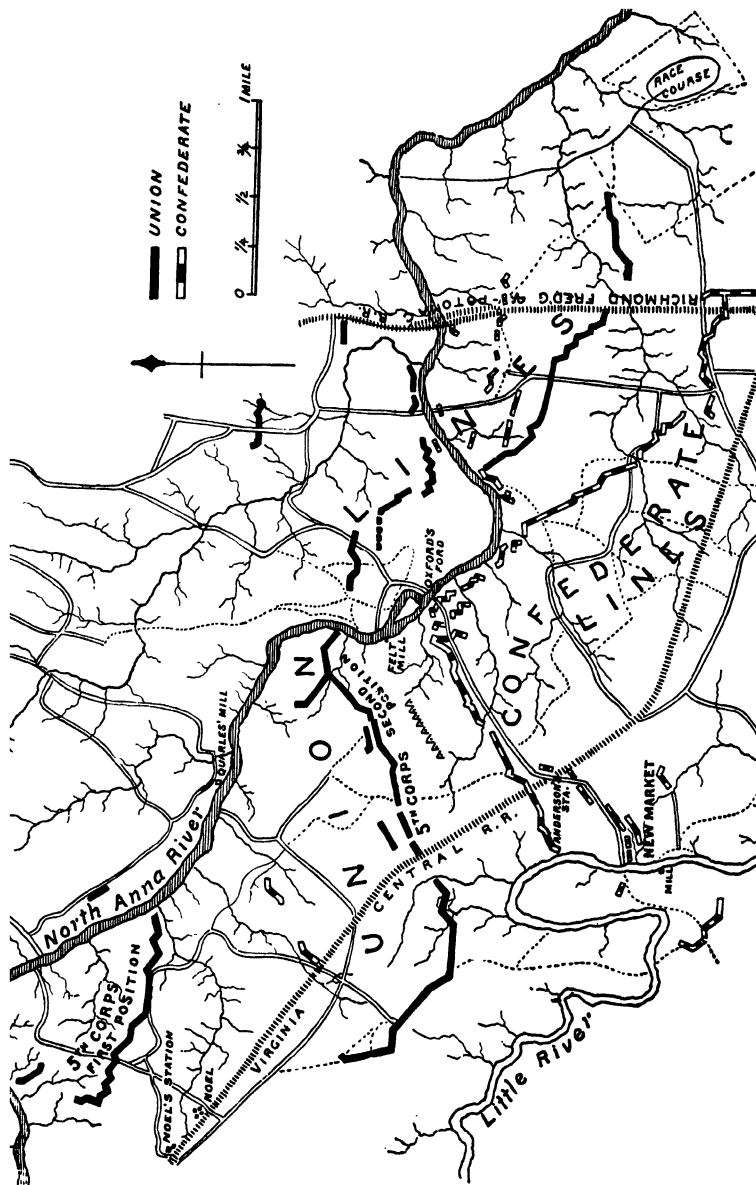 UNION
CONFEDERATE
0 1/4 1/2 3/4 1 MILE
North Anna River
QUARLES' MILL
5TH CORPS
FIRST POSITION
NOEL'S STATION
NOEL
VIRGINIA
CENTRAL R.R.
UNION LINES
5TH CORPS
SECOND
POSITION
FELT
MILL
OXFORD'S
FORD
CONFEDERATE
LINES
ANDERSON'S
STA.
NEW MARKET
MILL
Little River
RICHMOND FRED'G &
R.R.
RACE
COURSE